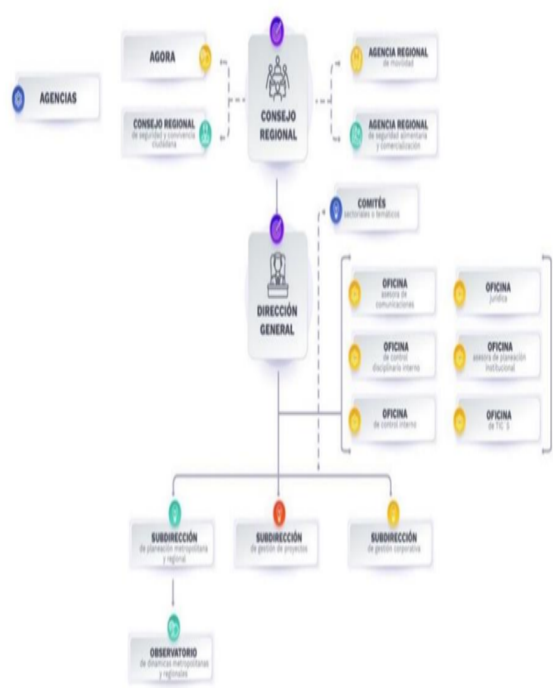 AGENCIAS
AGORA
CONSEJO REGIONAL
de seguridad y convivencia
ciudadana
CONSEJO
REGIONAL
AGENCIA REGIONAL
de movilidad
AGENCIA REGIONAL
de seguridad alimentaria
y comercialización
COMITÉS
sectoriales o temáticos
DIRECCIÓN
GENERAL
OFICINA
asesora de
comunicaciones
OFICINA
jurídica
OFICINA
de control
disciplinario interno
OFICINA
asesora de planeación
institucional
OFICINA
de control interno
OFICINA
de TIC´S
SUBDIRECCIÓN
de planeación metropolitana
y regional
SUBDIRECCIÓN
de gestión de proyectos
SUBDIRECCIÓN
de gestión corporativa
OBSERVATORIO
de dinámicas metropolitanas
y regionales